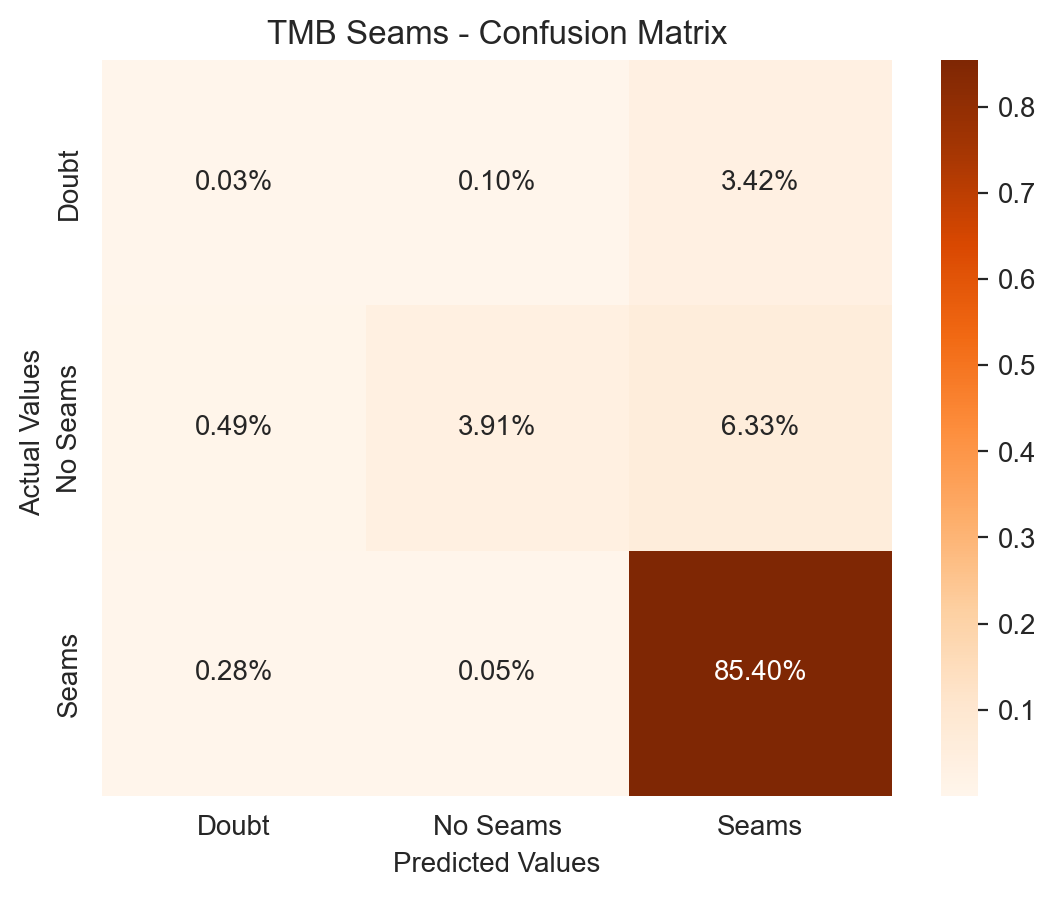 TMB Seams - Confusion Matrix
Actual Values
Doubt
0.03% 0.10% 3.42%
No Seams
0.49% 3.91% 6.33%
Seams
0.28% 0.05% 85.40%
Doubt No Seams Seams
Predicted Values
0.8
0.7
0.6
0.5
0.4
0.3
0.2
0.1